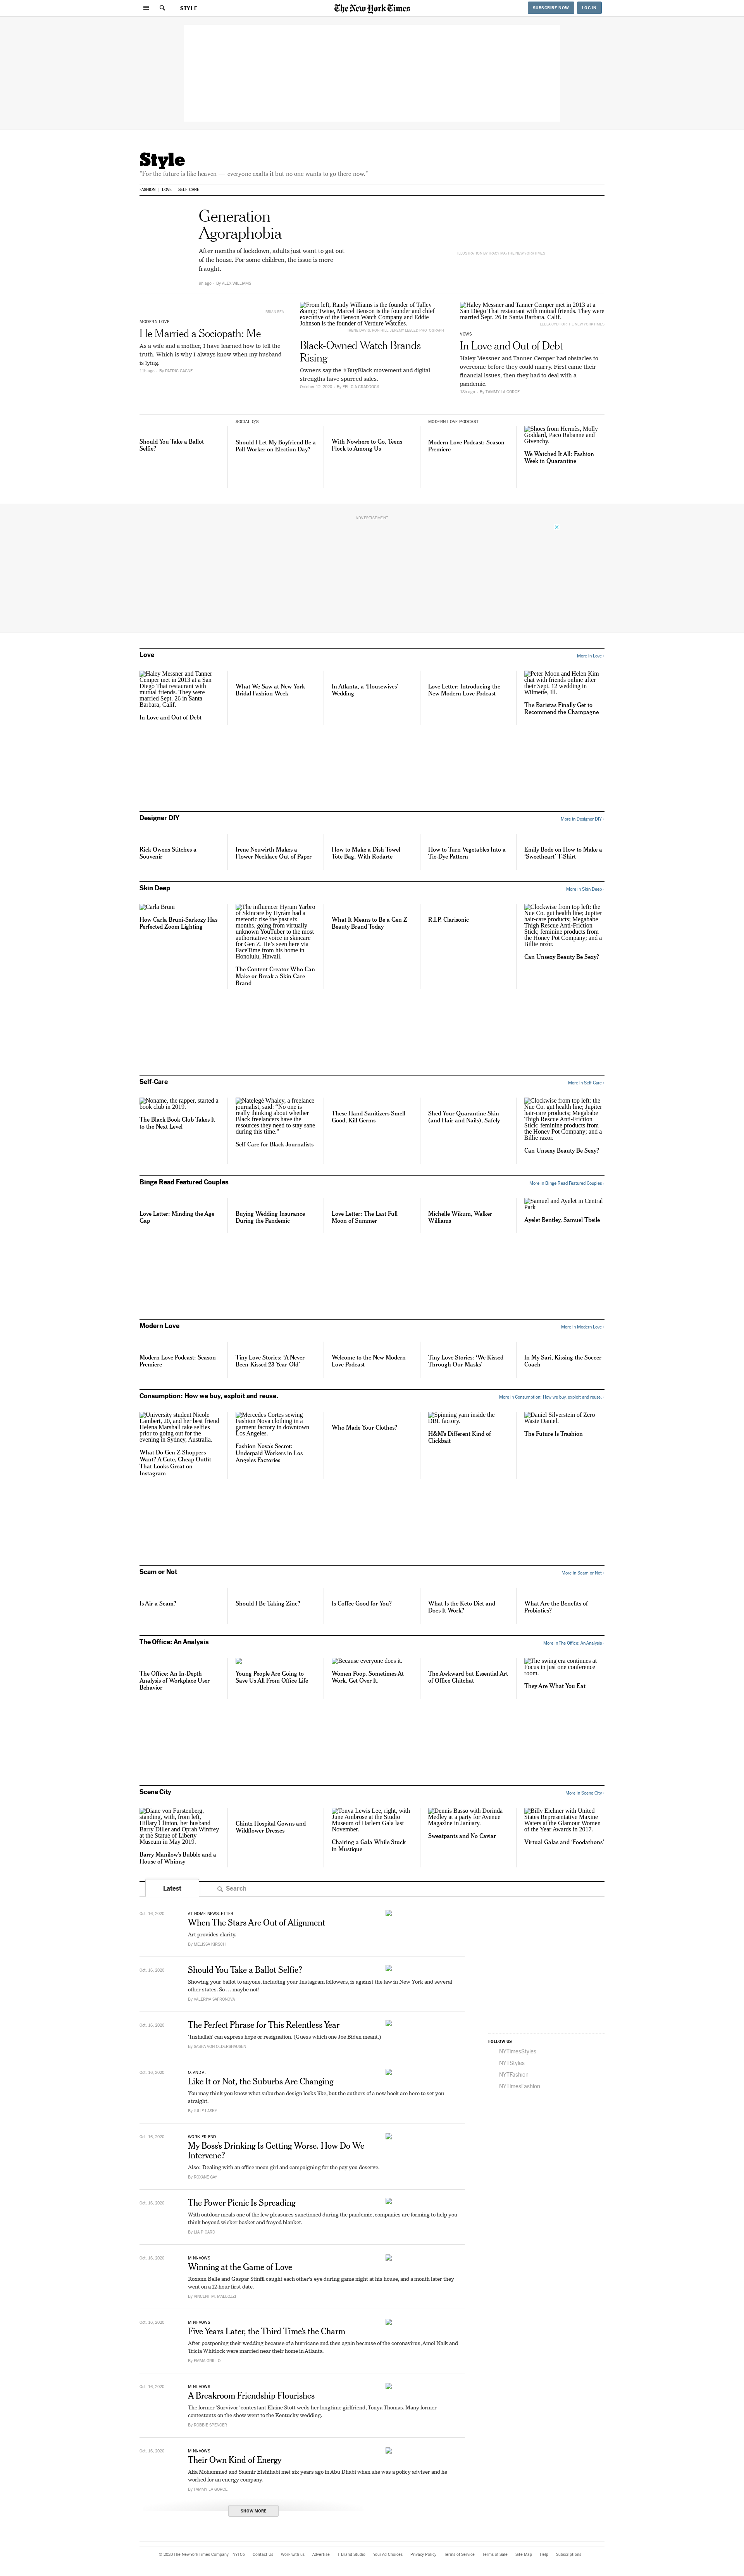 STYLE
The New York Times
SUBSCRIBE NOW
LOG IN
Style
"For the future is like heaven — everyone exalts it but no one wants to go there now."
FASHION
LOVE
SELF-CARE
Generation
Agoraphobia
After months of lockdown, adults just want to get out
of the house. For some children, the issue is more
fraught.
9h ago
By ALEX WILLIAMS
ILLUSTRATION BY TRACY MA/THE NEW YORK TIMES
BRIAN REA
MODERN LOVE
He Married a Sociopath: Me
As a wife and a mother, I have learned how to tell the
truth. Which is why I always know when my husband
is lying.
By PATRIC GAGNE
From left, Randy Williams is the founder of Talley
&amp; Twine, Marcel Benson is the founder and chief
executive of the Benson Watch Company and Eddie
Johnson is the founder of Verdure Watches.
Black-Owned Watch Brands
Rising
Owners say the #BuyBlack movement and digital
strengths have spurred sales.
October 12, 2020
By FELICIA CRADDOCK
Haley Messner and Tanner Cemper met in 2013 at a
San Diego Thai restaurant with mutual friends. They were
married Sept. 26 in Santa Barbara, Calif.
LEEIA ISTO FOR THE NEW YORK TIMES
VOWS
In Love and Out of Debt
Haley Messner and Tanner Cemper had obstacles to
overcome before they could marry. First came their
financial issues, then they had to deal with a
pandemic.
By TAMMY LA GORCE
Should You Take a Ballot
Selfie?
SOCIAL Q'S
Should I Let My Boyfriend Be a
Poll Worker on Election Day?
With Nowhere to Go, Teens
Flock to Among Us
MODERN LOVE PODCAST
Modern Love Podcast: Season
Premiere
Shoes from Hermès, Molly
Goddard, Paco Rabanne and
Givenchy.
We Watched It All: Fashion
Week in Quarantine
ADVERTISEMENT
Love
More in Love ›
Haley Messner and Tanner
Cemper met in 2013 at a San
Diego Thai restaurant with
mutual friends. They were
married Sept. 26 in Santa
Barbara, Calif.
In Love and Out of Debt
What We Saw at New York
Bridal Fashion Week
In Atlanta, a ‘Housewives’
Wedding
Love Letter: Introducing the
New Modern Love Podcast
Peter Moon and Helen Kim
chat with friends online after
their Sept. 12 wedding in
Wilmette, Ill.
The Baristas Finally Get to
Recommend the Champagne
Designer DIY
More in Designer DIY ›
Rick Owens Stitches a
Souvenir
Irene Neuwirth Makes a
Flower Necklace Out of Paper
How to Make a Dish Towel
Tote Bag, With Rodarte
How to Turn Vegetables Into a
Tie-Dye Pattern
Emily Bode on How to Make a
‘Sweetheart’ T-Shirt
Skin Deep
More in Skin Deep ›
Carla Bruni
How Carla Bruni-Sarkozy Has
Perfected Zoom Lighting
The influencer Hyram Yarbro
of Skincare by Hyram had a
meteoric rise the past six
months, going from virtually
unknown YouTuber to the most
authoritative voice in skincare
for Gen Z. He’s seen here via
FaceTime from his home in
Honolulu, Hawaii.
The Content Creator Who Can
Make or Break a Skin Care
Brand
What It Means to Be a Gen Z
Beauty Brand Today
R.I.P. Clarisonic
Clockwise from top left: the
Nue Co. gut health line; Jupiter
hair-care products; Megababe
Thigh Rescue Anti-Friction
Stick; feminine products from
the Honey Pot Company; and a
Billie razor.
Can Unsexy Beauty Be Sexy?
Self-Care
More in Self-Care ›
Noname, the rapper, started a
book club in 2019.
The Black Book Club Takes It
to the Next Level
Natelegé Whaley, a freelance
journalist, said: “No one is
really thinking about whether
Black freelancers have the
resources they need to stay sane
during this time.”
Self-Care for Black Journalists
These Hand Sanitizers Smell
Good, Kill Germs
Shed Your Quarantine Skin
(and Hair and Nails), Safely
Clockwise from top left: the
Nue Co. gut health line; Jupiter
hair-care products; Megababe
Thigh Rescue Anti-Friction
Stick; feminine products from
the Honey Pot Company; and a
Billie razor.
Can Unsexy Beauty Be Sexy?
Binge Read Featured Couples
More in Binge Read Featured Couples ›
Love Letter: Minding the Age
Gap
Buying Wedding Insurance
During the Pandemic
Love Letter: The Last Full
Moon of Summer
Michelle Wikum, Walker
Williams
Samuel and Ayelet in Central
Park
Ayelet Bentley, Samuel Theile
Modern Love
More in Modern Love ›
Modern Love Podcast: Season
Premiere
Tiny Love Stories: ‘A Never-
Been-Kissed 23-Year-Old’
Welcome to the New Modern
Love Podcast
Tiny Love Stories: ‘We Kissed
Through Our Masks’
In My Sari, Kissing the Soccer
Coach
Consumption: How we buy, exploit and reuse.
More in Consumption: How we buy, exploit and reuse. ›
University student Nicole
Lambert, 20, and her best friend
Helena Marshall take selfies
prior to going out for the
evening in Sydney, Australia.
What Do Gen Z Shoppers
Want? A Cute, Cheap Outfit
That Looks Great on
Instagram
Mercedes Cortes sewing
Fashion Nova clothing in a
garment factory in downtown
Los Angeles.
Fashion Nova’s Secret:
Underpaid Workers in Los
Angeles Factories
Who Made Your Clothes?
Spinning yarn inside the
DBL factory.
H&M’s Different Kind of
Clickbait
Daniel Silverstein of Zero
Waste Daniel.
The Future Is Trashion
Scam or Not
More in Scam or Not ›
Is Air a Scam?
Should I Be Taking Zinc?
Is Coffee Good for You?
What Is the Keto Diet and
Does It Work?
What Are the Benefits of
Probiotics?
The Office: An Analysis
More in The Office: An Analysis ›
The Office: An In-Depth
Analysis of Workplace User
Behavior
Young People Are Going to
Save Us All From Office Life
Because everyone does it.
Women Poop. Sometimes At
Work. Get Over It.
The Awkward but Essential Art
of Office Chitchat
The swing era continues at
Focus in just one conference
room.
They Are What You Eat
Scene City
More in Scene City ›
Diane von Furstenberg,
standing, with, from left,
Hillary Clinton, her husband
Barry Diller and Oprah Winfrey
at the Statue of Liberty
Museum in May 2019.
Barry Manilow’s Bubble and a
House of Whimsy
Chintz Hospital Gowns and
Wildflower Dresses
Tonya Lewis Lee, right, with
June Ambrose at the Studio
Museum of Harlem Gala last
November.
Chairing a Gala While Stuck
in Mustique
Dennis Basso with Dorinda
Medley at a party for Avenue
Magazine in January.
Sweatpants and No Caviar
Billy Eichner with United
States Representative Maxine
Waters at the Glamour Women
of the Year Awards in 2017.
Virtual Galas and ‘Foodathons’
Latest
Search
Oct. 16, 2020
AT HOME NEWSLETTER
When The Stars Are Out of Alignment
Art provides clarity.
By MELISSA KIRSCH
Oct. 16, 2020
Should You Take a Ballot Selfie?
Showing your ballot to anyone, including your Instagram followers, is against the law in New York and several
other states. So … maybe not!
By VALERIYA SAFRONOVA
Oct. 16, 2020
The Perfect Phrase for This Relentless Year
‘Inshallah’ can express hope or resignation. (Guess which one Joe Biden meant.)
Oct. 16, 2020
Q. AND A.
Like It or Not, the Suburbs Are Changing
You may think you know what suburban design looks like, but the authors of a new book are here to set you
straight.
By JULIE LASKY
Oct. 16, 2020
WORK FRIEND
My Boss’s Drinking Is Getting Worse. How Do We
Intervene?
Also: Dealing with an office mean girl and campaigning for the pay you deserve.
By ROXANE GAY
Oct. 16, 2020
The Power Picnic Is Spreading
With outdoor meals one of the few pleasures sanctioned during the pandemic, companies are forming to help you
think beyond wicker basket and frayed blanket.
By LIA PICARD
Oct. 16, 2020
MINI-VOWS
Winning at the Game of Love
Roxann Belle and Gaspar Stinfil caught each other’s eye during game night at his house, and a month later they
went on a 12-hour first date.
By VINCENT M. MALLOZZI
Oct. 16, 2020
MINI-VOWS
Five Years Later, the Third Time’s the Charm
After postponing their wedding because of a hurricane and then again because of the coronavirus, Amol Naik and
Tricia Whitlock were married near their home in Atlanta.
By EMMA GRILLO
Oct. 16, 2020
MINI-VOWS
A Breakroom Friendship Flourishes
The former ‘Survivor’ contestant Elaine Stott weds her longtime girlfriend, Tonya Thomas. Many former
contestants on the show went to the Kentucky wedding.
By ROBBIE SPENCER
Oct. 16, 2020
MINI-VOWS
Their Own Kind of Energy
Alia Mohammed and Saamir Elshihabi met six years ago in Abu Dhabi when she was a policy adviser and he
worked for an energy company.
By TAMMY LA GORCE
SHOW MORE
FOLLOW US
NYTimesStyles
NYTStyles
NYTFashion
NYTimesFashion
© 2020 The New York Times Company
NYTCo
Contact Us
Work with us
Advertise
T Brand Studio
Your Ad Choices
Privacy Policy
Terms of Service
Terms of Sale
Site Map
Help
Subscriptions